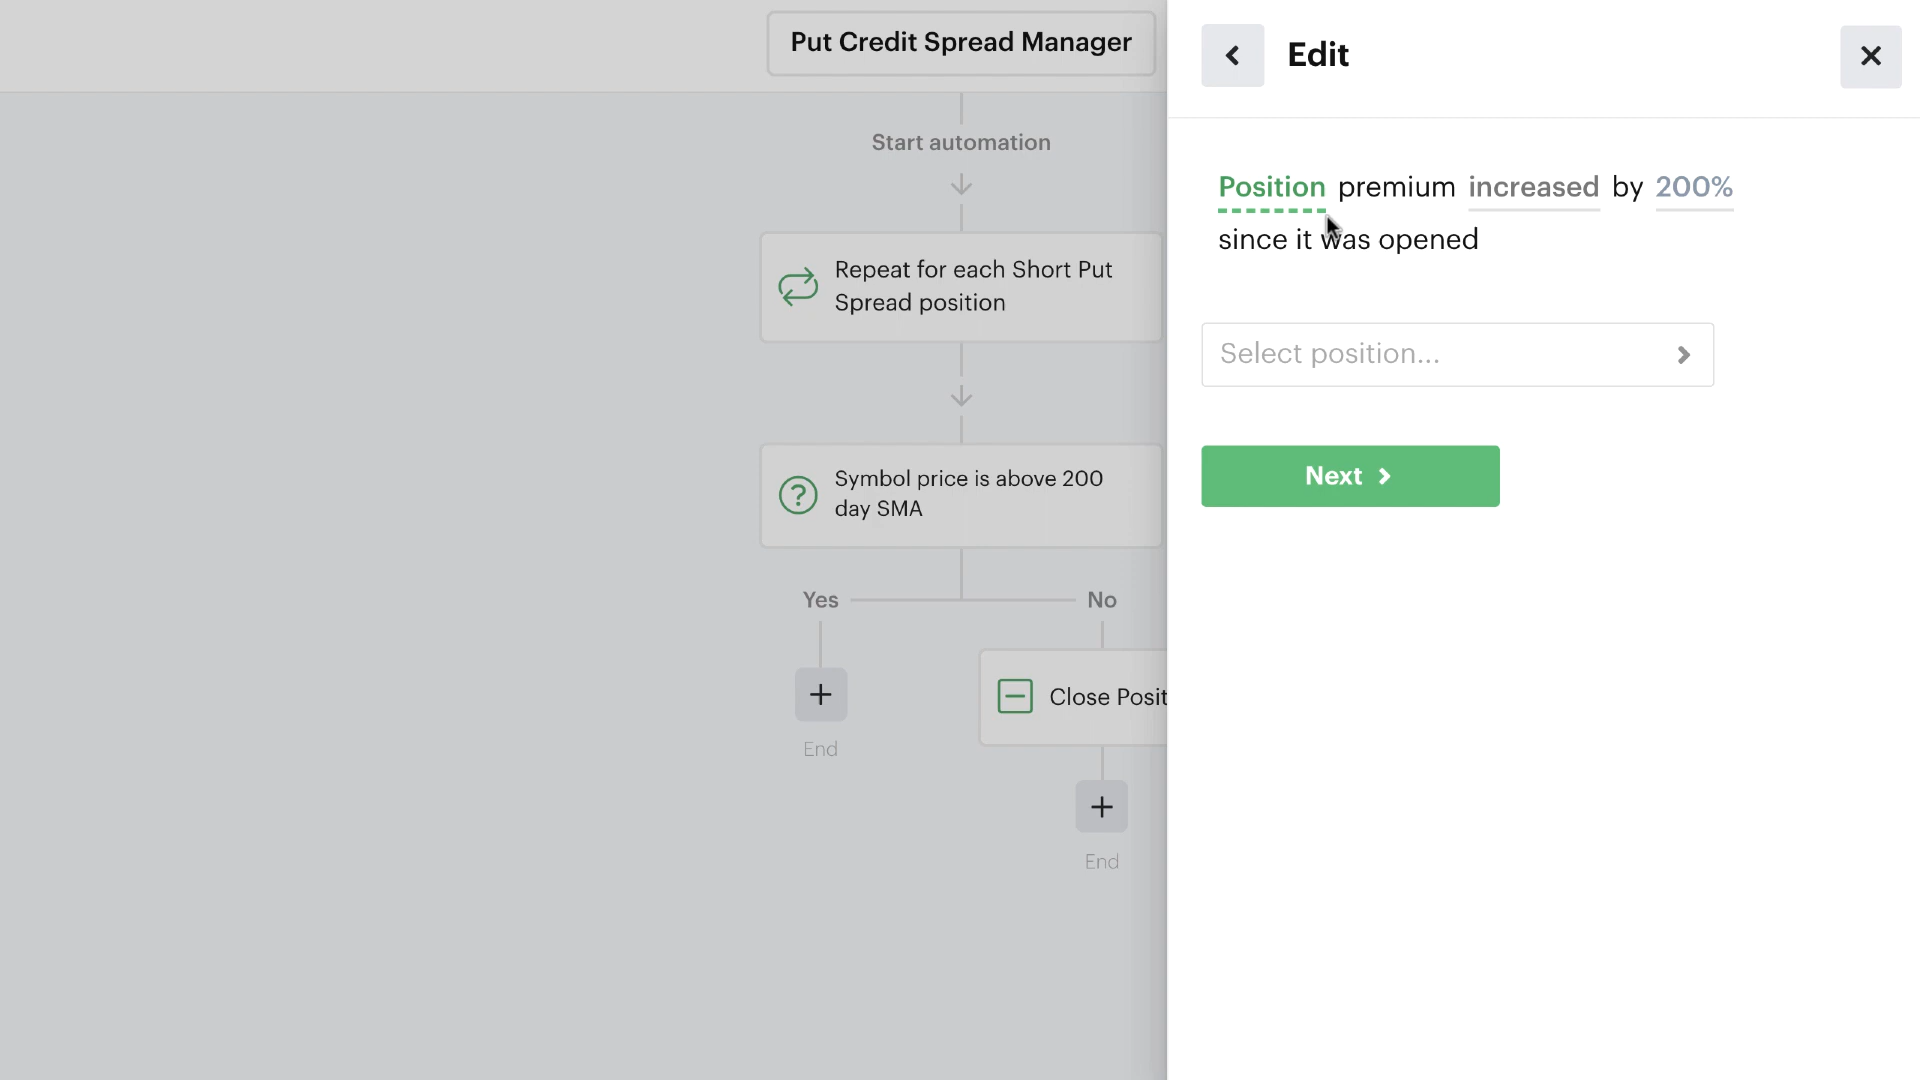 Put Credit Spread Manager
Start automation
Repeat for each Short Put
Spread position
Symbol price is above 200
day SMA
Yes
No
Close Posit
End
End
Edit
Position premium increased by 200%
since it was opened
Select position...
Next